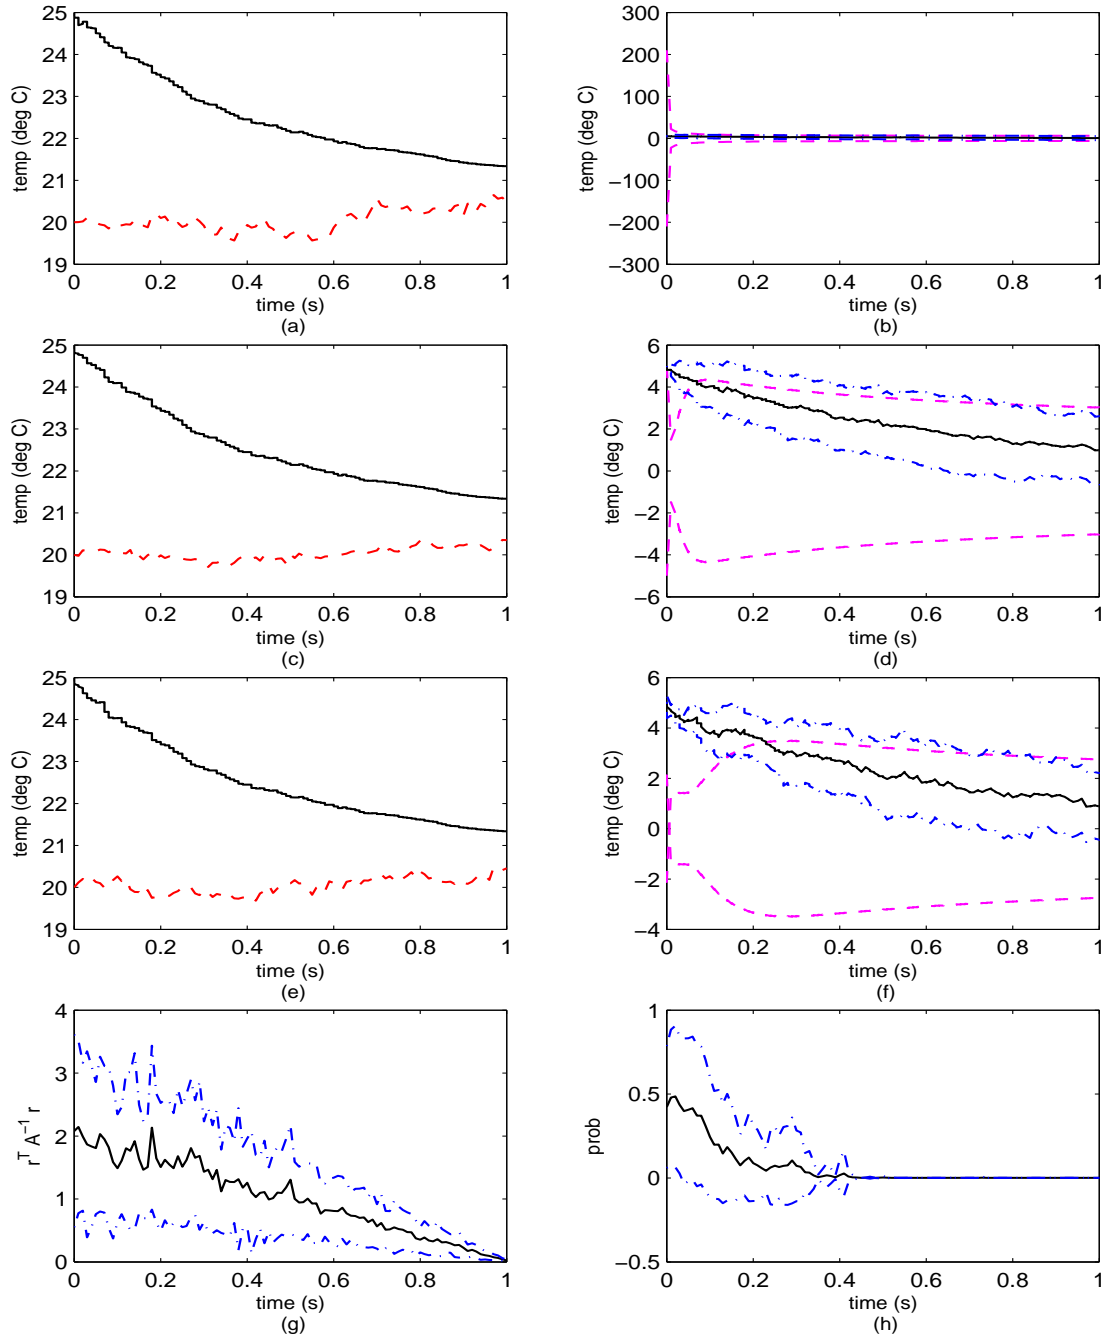 25
24
23
22
21
20
19
temp (deg C)
0 0.2 0.4 0.6 0.8 1
time (s)
(a)
300
200
100
0
−100
−200
−300
temp (deg C)
0 0.2 0.4 0.6 0.8 1
time (s)
(b)
25
24
23
22
21
20
19
temp (deg C)
0 0.2 0.4 0.6 0.8 1
time (s)
(c)
6
4
2
0
−2
−4
−6
temp (deg C)
0 0.2 0.4 0.6 0.8 1
time (s)
(d)
25
24
23
22
21
20
19
temp (deg C)
0 0.2 0.4 0.6 0.8 1
time (s)
(e)
6
4
2
0
−2
−4
temp (deg C)
0 0.2 0.4 0.6 0.8 1
time (s)
(f)
4
3
2
1
0
r^T A^−1 r
0 0.2 0.4 0.6 0.8 1
time (s)
(g)
1
0.5
0
−0.5
prob
0 0.2 0.4 0.6 0.8 1
time (s)
(h)